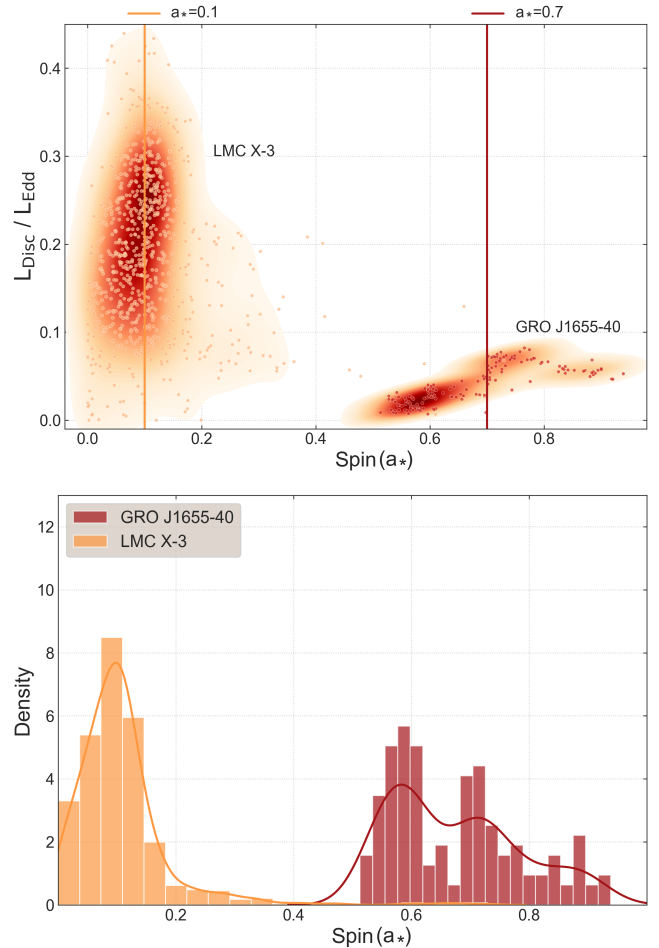 a⋆=0.1 a⋆=0.7
0.4
0.3
0.2
0.1
0.0
L_Disc / L_Edd
LMC X-3
GRO J1655-40
0.0 0.2 0.4 0.6 0.8
Spin(a⋆)
12
10
8
6
4
2
0
Density
GRO J1655-40
LMC X-3
0.2 0.4 0.6 0.8
Spin(a⋆)